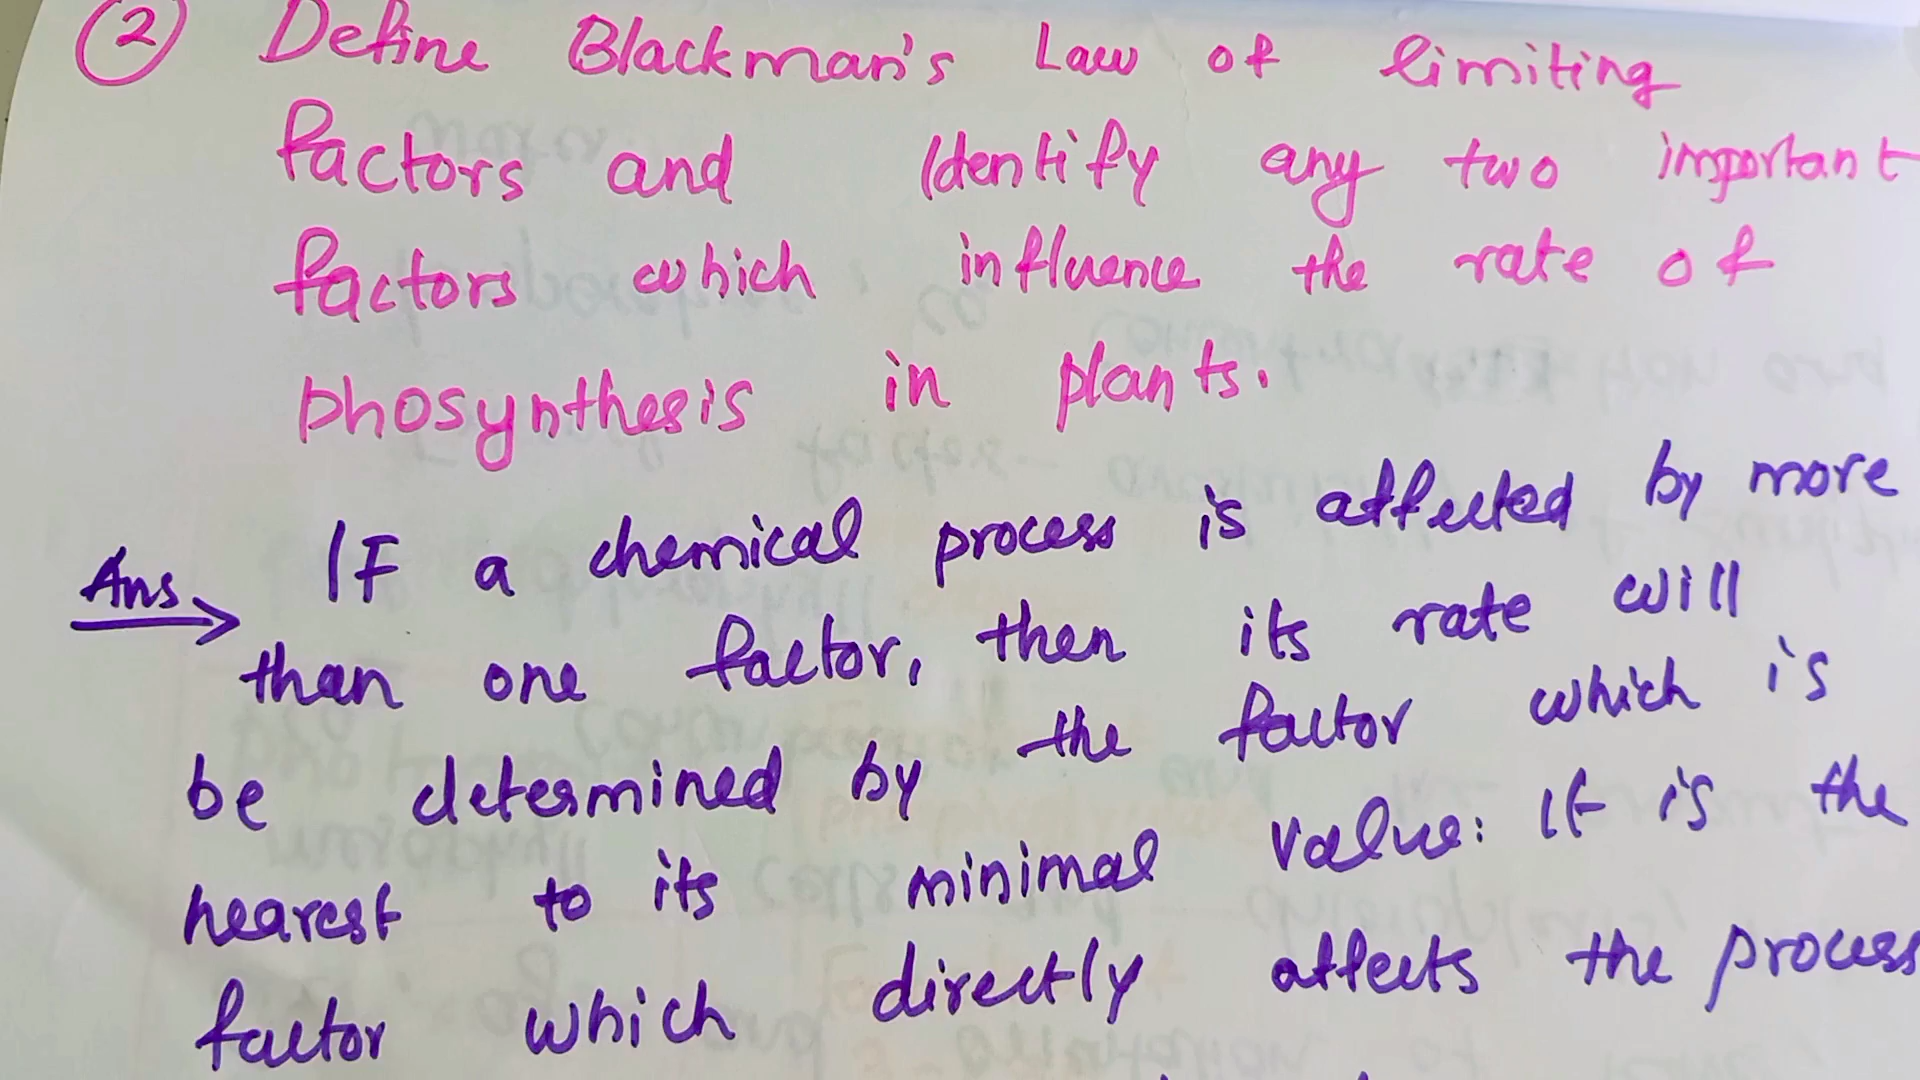 2 Define Blackman's Law of limiting
factors and Identify any two important
factors which influence the rate of
phosynthesis in plants.
Ans → If a chemical process is affected by more
than one factor, then its rate will
be determined by the factor which is
nearest to its minimal value: It is the
factor which directly affects the process